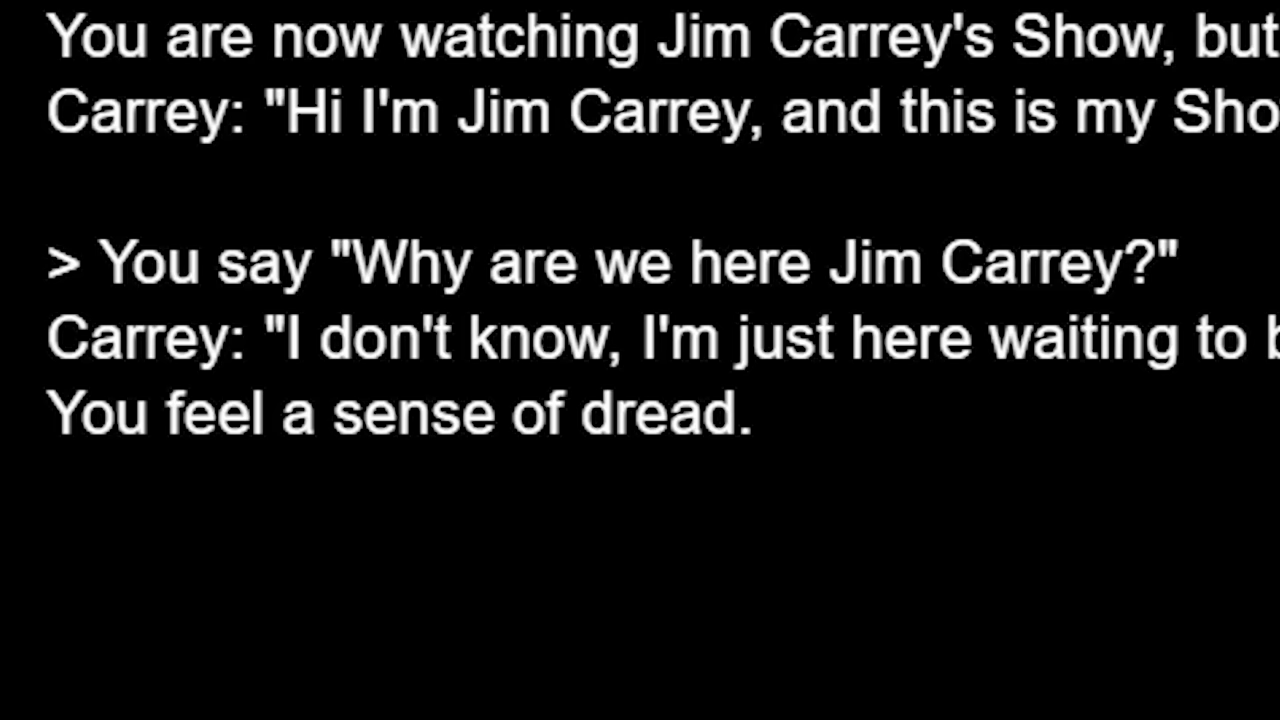 You are now watching Jim Carrey's Show, but
Carrey: "Hi I'm Jim Carrey, and this is my Sho
> You say "Why are we here Jim Carrey?"
Carrey: "I don't know, I'm just here waiting to
You feel a sense of dread.